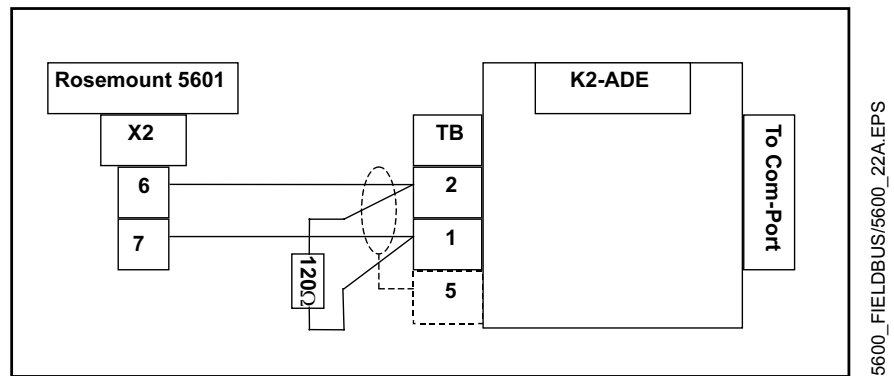 Rosemount 5601
X2
6
7
120Ω
K2-ADE
TB
2
1
5
To Com-Port
5600_FIELDBUS/5600_22A.EPS